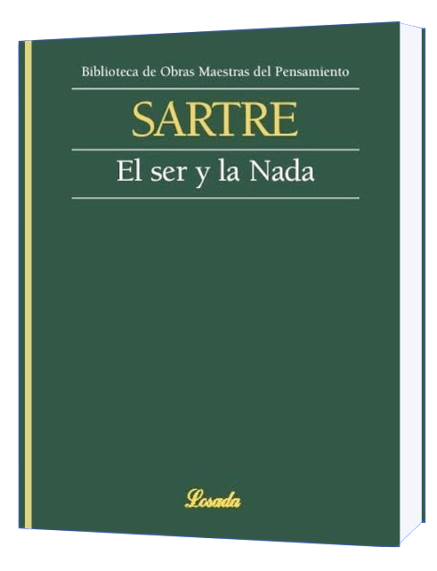 Biblioteca de Obras Maestras del Pensamiento
SARTRE
El ser y la Nada
Losada